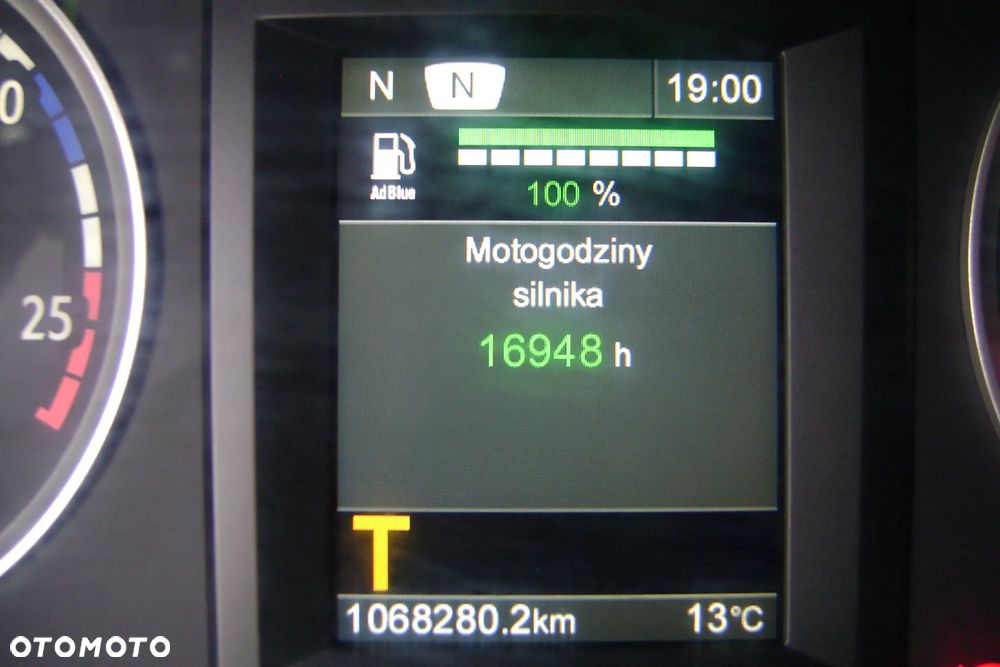 N N 19:00
0
AdBlue
100 %
Motogodziny
silnika
25
16948 h
T
1068280.2km 13°C
OTOMOTO